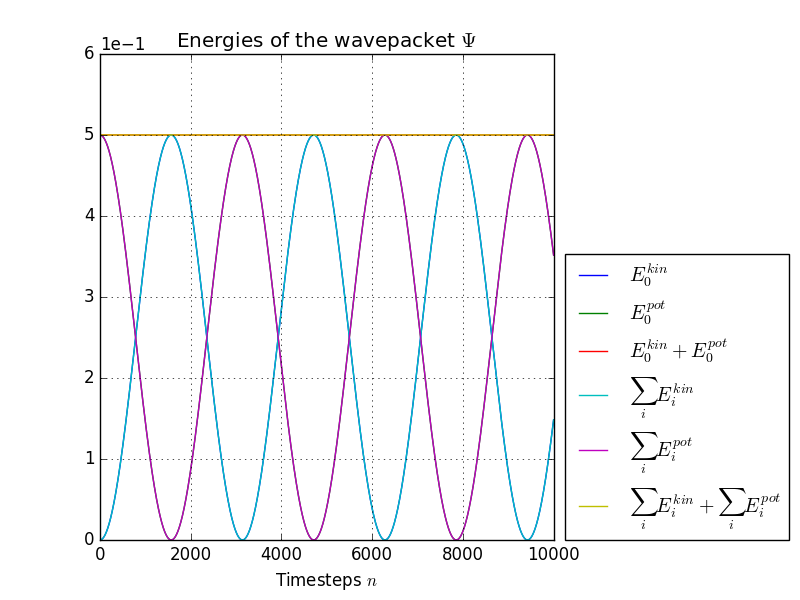 Energies of the wavepacket Ψ
1e−1
6
5
4
3
2
1
0
0 2000 4000 6000 8000 10000
Timesteps n
E_0^{kin}
E_0^{pot}
E_0^{kin} + E_0^{pot}
∑_i E_i^{kin}
∑_i E_i^{pot}
∑_i E_i^{kin} + ∑_i E_i^{pot}